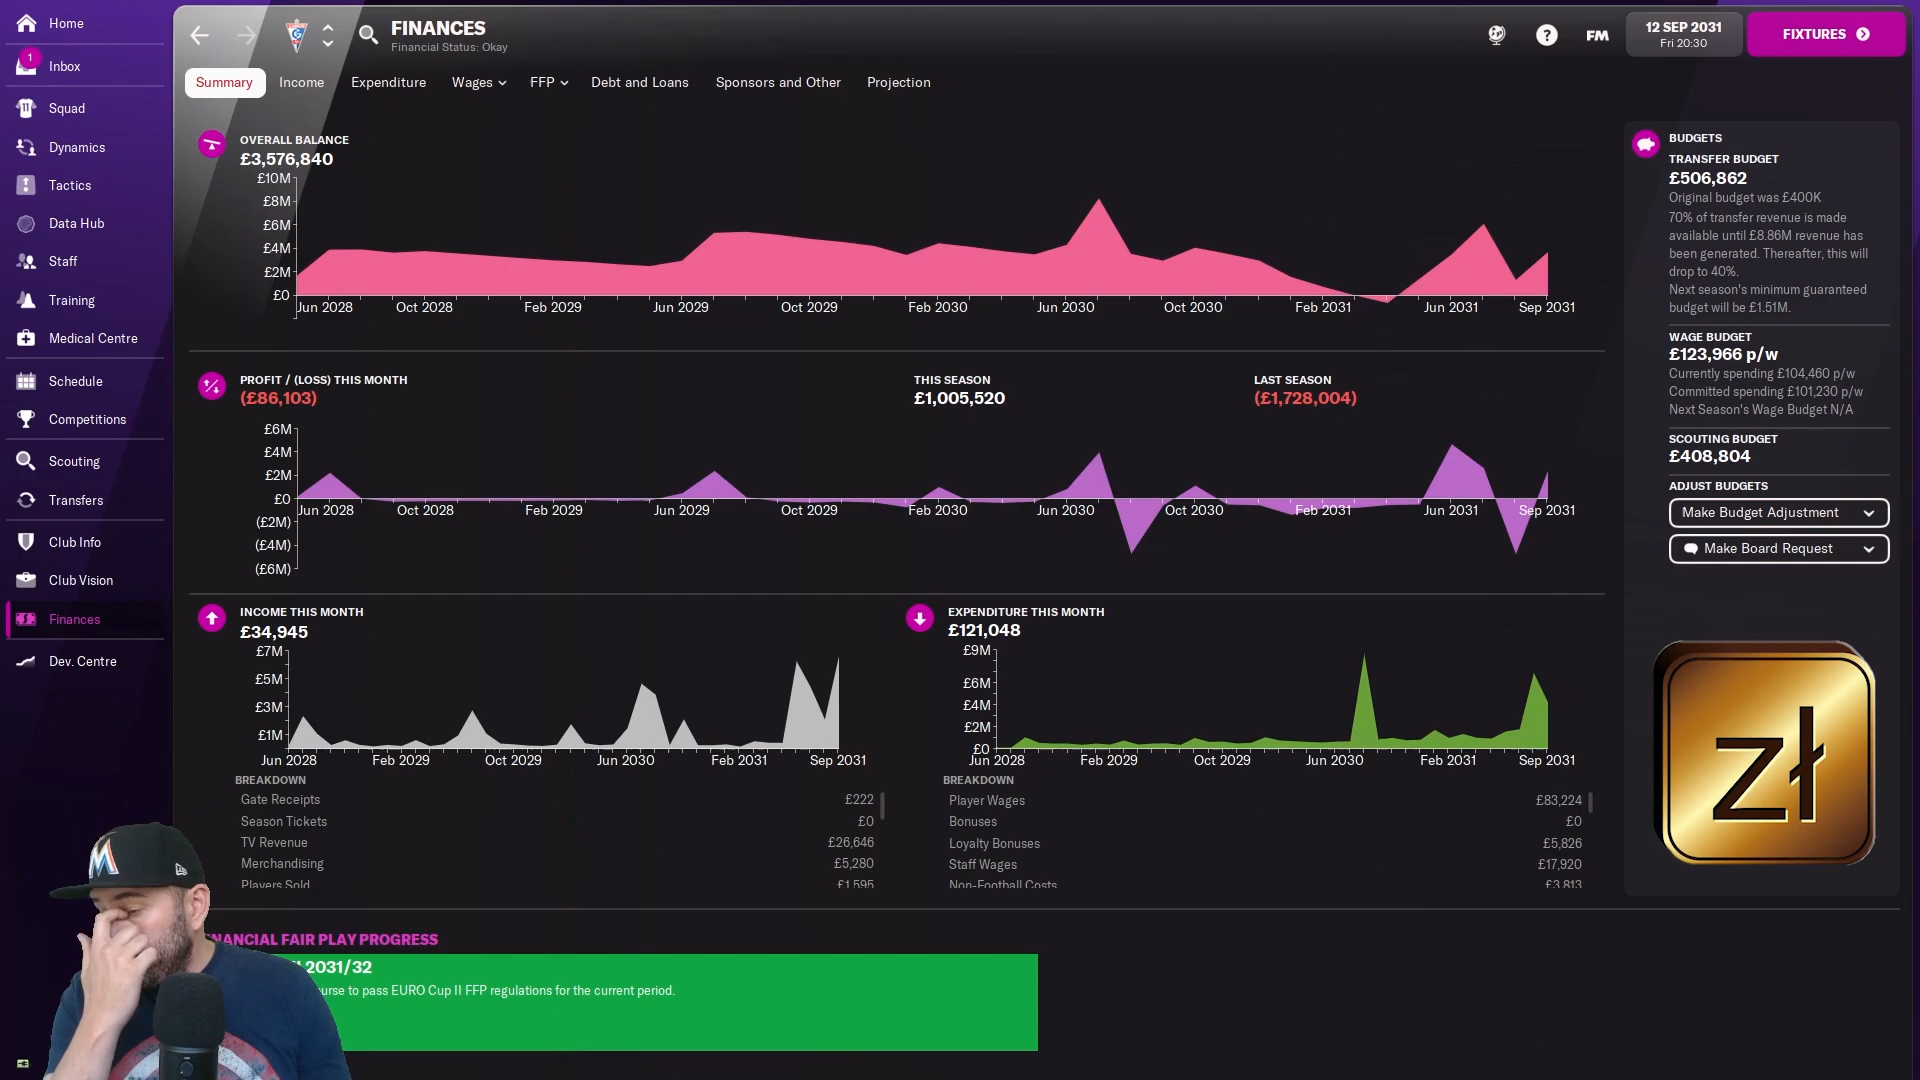 Home
1
Inbox
Squad
Dynamics
Tactics
Data Hub
Staff
Training
Medical Centre
Schedule
Competitions
Scouting
Transfers
Club Info
Club Vision
Finances
Dev. Centre
FINANCES
Financial Status: Okay
?
FM
12 SEP 2031
Fri 20:30
FIXTURES
Summary
Income
Expenditure
Wages
FFP
Debt and Loans
Sponsors and Other
Projection
OVERALL BALANCE
£3,576,840
£10M
£8M
£6M
£4M
£2M
£0
Jun 2028 Oct 2028 Feb 2029 Jun 2029 Oct 2029 Feb 2030 Jun 2030 Oct 2030 Feb 2031 Jun 2031 Sep 2031
PROFIT / (LOSS) THIS MONTH
(£86,103)
THIS SEASON
£1,005,520
LAST SEASON
(£1,728,004)
£6M
£4M
£2M
£0
(£2M)
(£4M)
(£6M)
Jun 2028 Oct 2028 Feb 2029 Jun 2029 Oct 2029 Feb 2030 Jun 2030 Oct 2030 Feb 2031 Jun 2031 Sep 2031
INCOME THIS MONTH
£34,945
£7M
£5M
£3M
£1M
Jun 2028 Feb 2029 Oct 2029 Jun 2030 Feb 2031 Sep 2031
BREAKDOWN
Gate Receipts £222
Season Tickets £0
TV Revenue £26,646
Merchandising £5,280
Players Sold £1,595
EXPENDITURE THIS MONTH
£121,048
£9M
£6M
£4M
£2M
£0
Jun 2028 Feb 2029 Oct 2029 Jun 2030 Feb 2031 Sep 2031
BREAKDOWN
Player Wages £83,224
Bonuses £0
Loyalty Bonuses £5,826
Staff Wages £17,920
Non-Football Costs £3,813
BUDGETS
TRANSFER BUDGET
£506,862
Original budget was £400K
70% of transfer revenue is made
available until £8.86M revenue has
been generated. Thereafter, this will
drop to 40%.
Next season's minimum guaranteed
budget will be £1.51M.
WAGE BUDGET
£123,966 p/w
Currently spending £104,460 p/w
Committed spending £101,230 p/w
Next Season's Wage Budget N/A
SCOUTING BUDGET
£408,804
ADJUST BUDGETS
Make Budget Adjustment
Make Board Request
zł
M
NANCIAL FAIR PLAY PROGRESS
2031/32
urse to pass EURO Cup II FFP regulations for the current period.